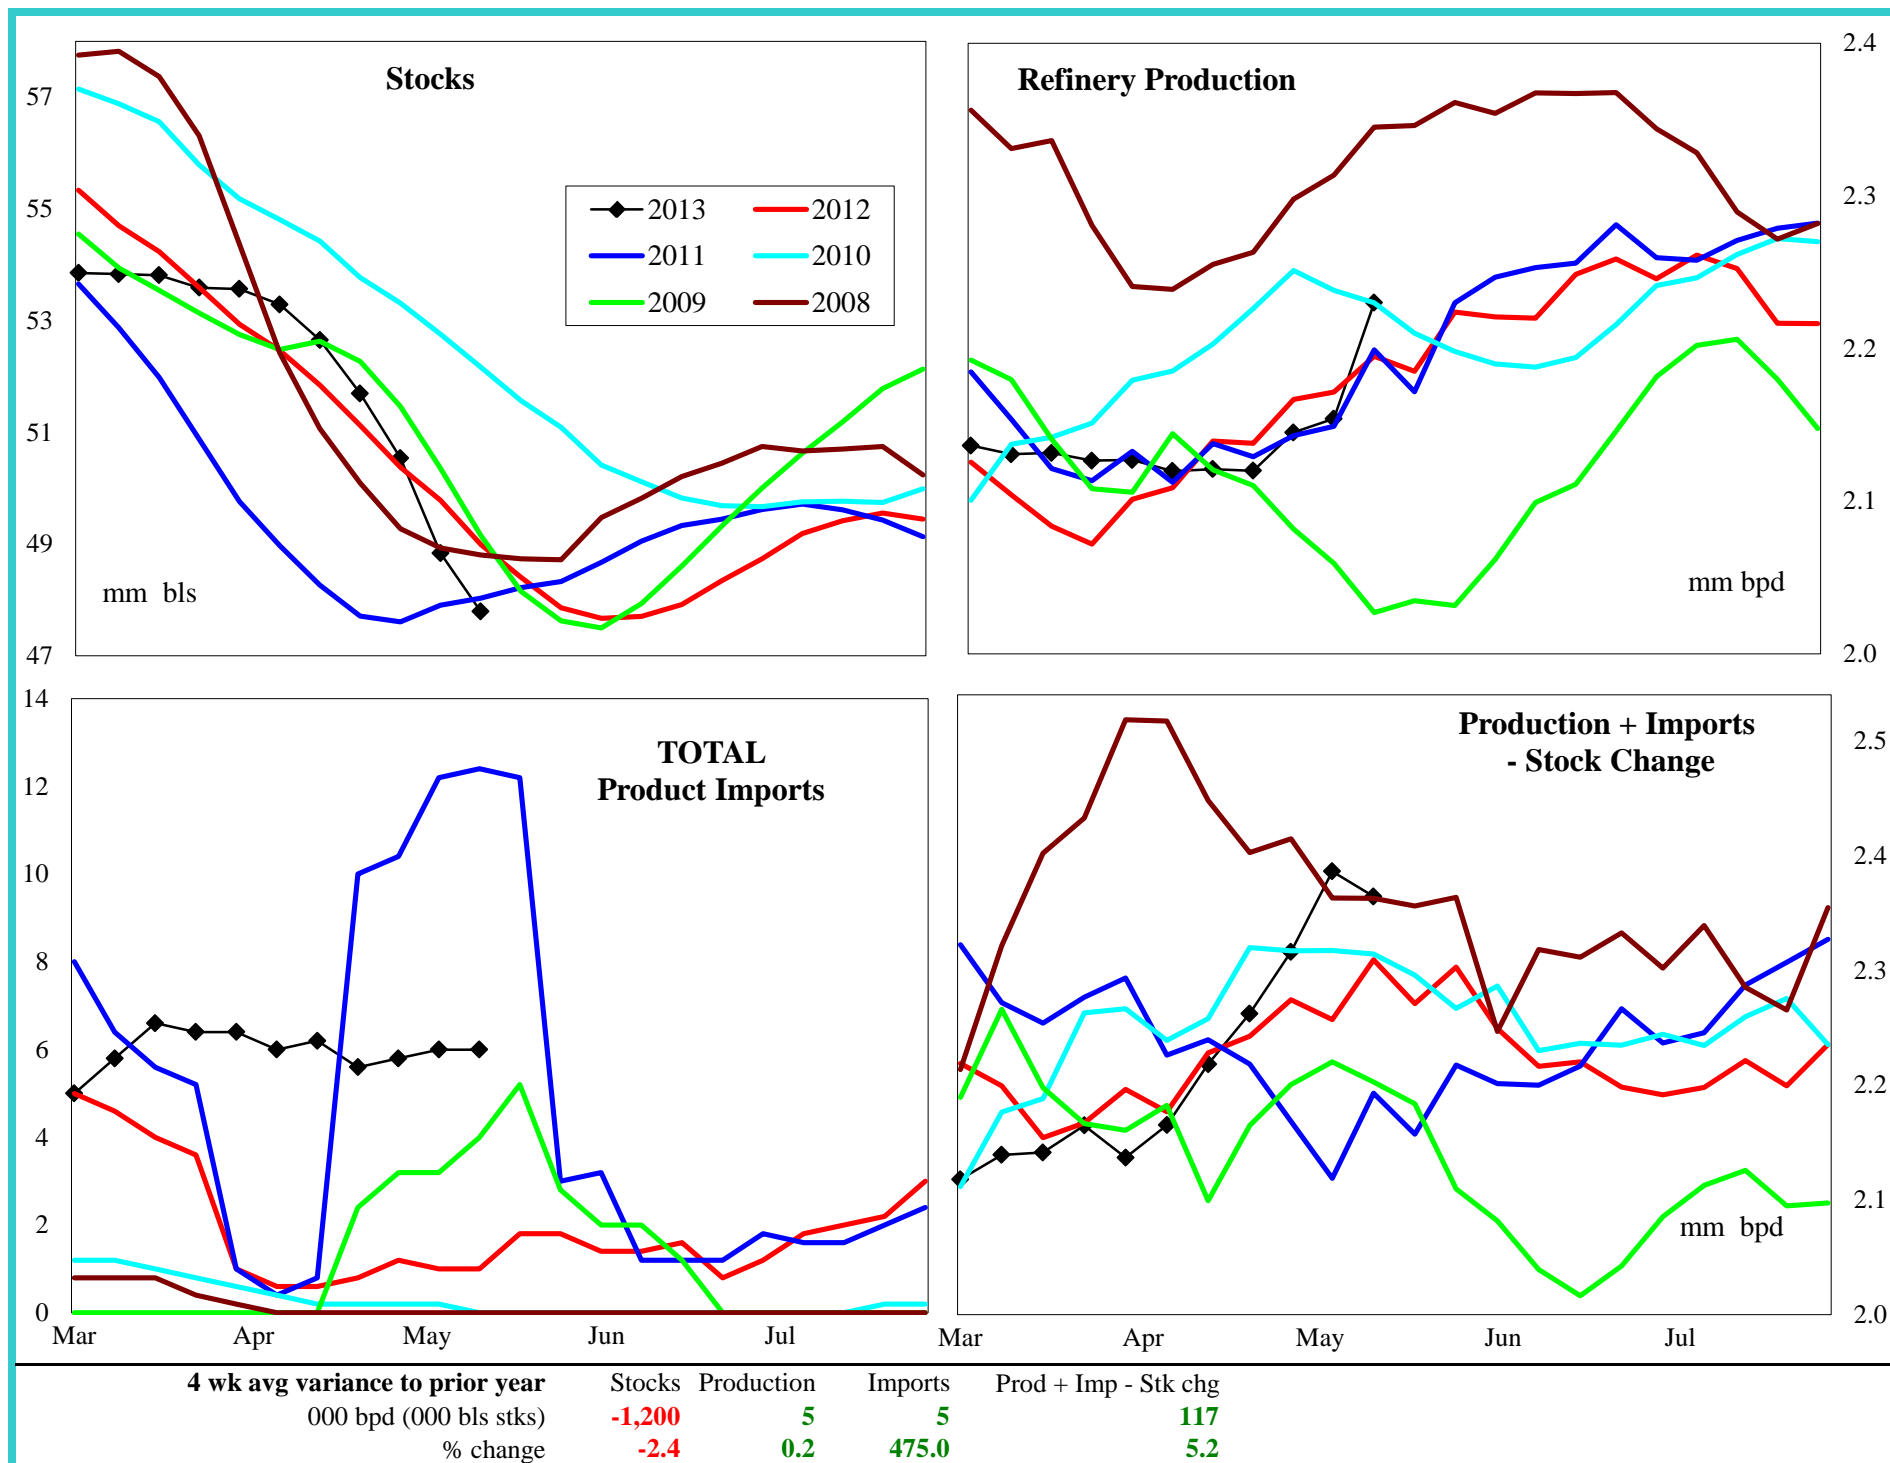 Stocks
57
55
53
51
49
47
mm bls
2013
2012
2011
2010
2009
2008
Refinery Production
2.4
2.3
2.2
2.1
2.0
mm bpd
TOTAL
Product Imports
14
12
10
8
6
4
2
0
Mar Apr May Jun Jul
Production + Imports
- Stock Change
2.5
2.4
2.3
2.2
2.1
2.0
mm bpd
Mar Apr May Jun Jul
4 wk avg variance to prior year Stocks Production Imports Prod + Imp - Stk chg
000 bpd (000 bls stks) -1,200 5 5 117
% change -2.4 0.2 475.0 5.2